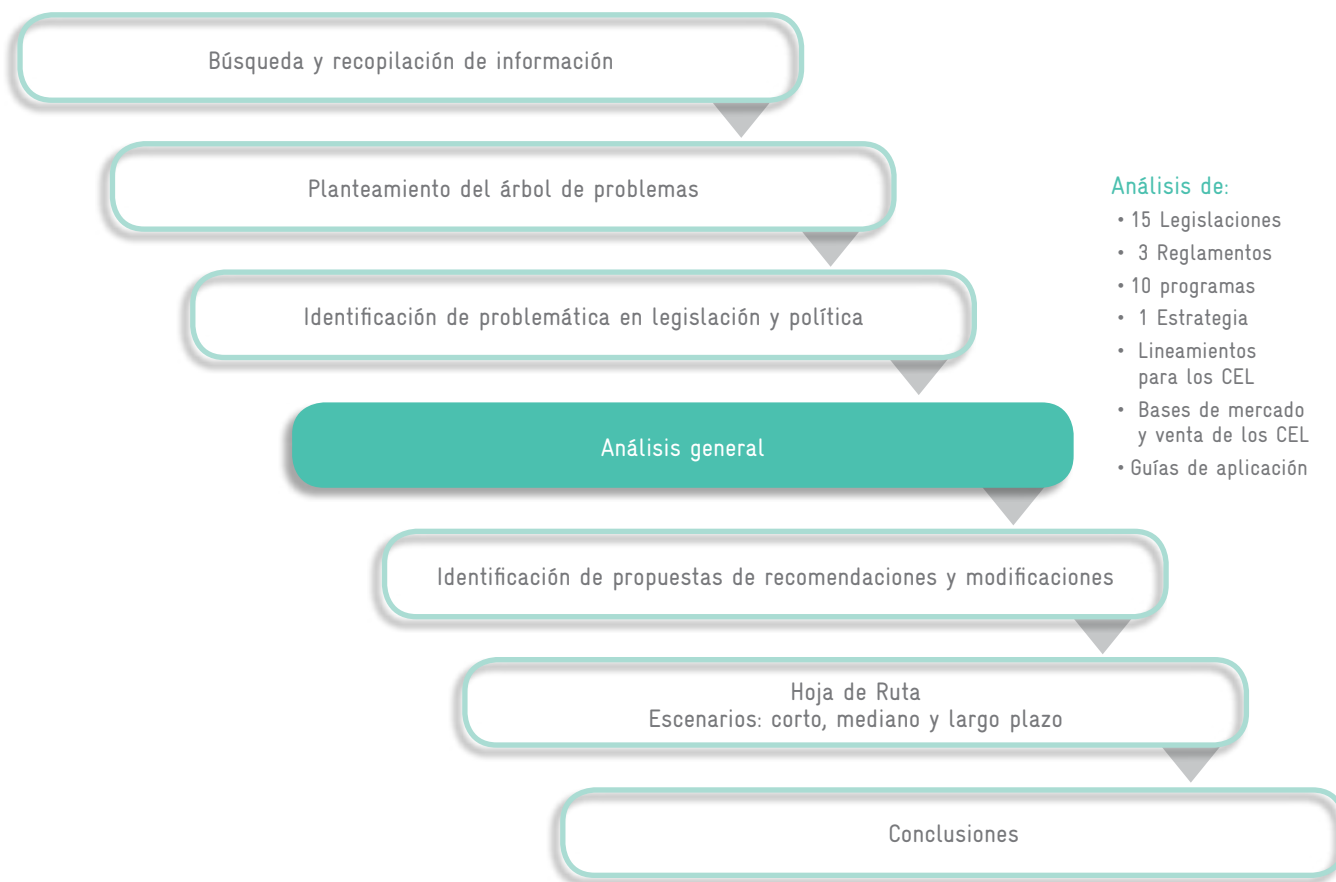 Búsqueda y recopilación de información
Planteamiento del árbol de problemas
Identificación de problemática en legislación y política
Análisis general
Análisis de:
• 15 Legislaciones
• 3 Reglamentos
• 10 programas
• 1 Estrategia
• Lineamientos
para los CEL
• Bases de mercado
y venta de los CEL
• Guías de aplicación
Identificación de propuestas de recomendaciones y modificaciones
Hoja de Ruta
Escenarios: corto, mediano y largo plazo
Conclusiones